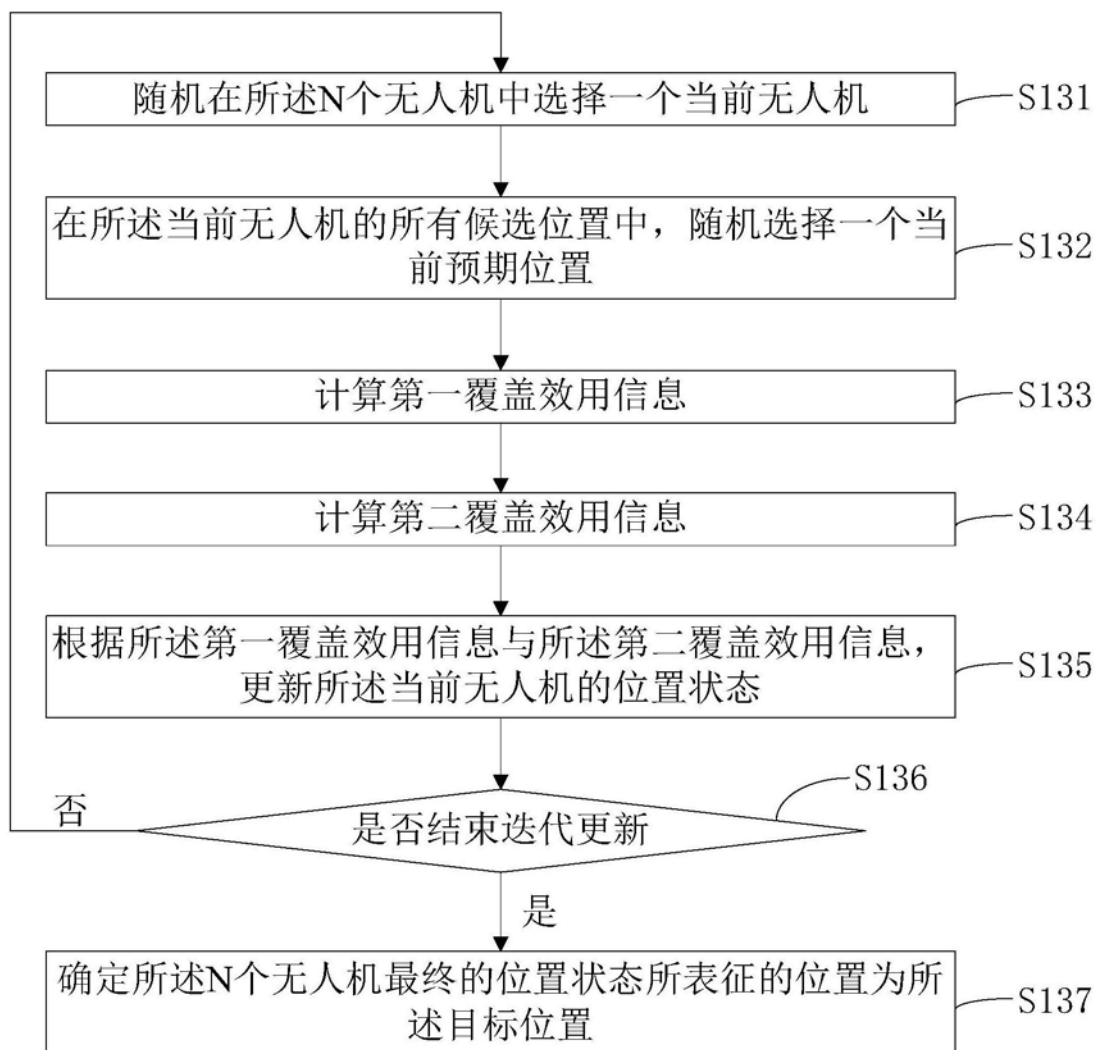 随机在所述N个无人机中选择一个当前无人机
S131
在所述当前无人机的所有候选位置中，随机选择一个当
前预期位置
S132
计算第一覆盖效用信息
S133
计算第二覆盖效用信息
S134
根据所述第一覆盖效用信息与所述第二覆盖效用信息，
更新所述当前无人机的位置状态
S135
S136
否
是否结束迭代更新
是
确定所述N个无人机最终的位置状态所表征的位置为所
述目标位置
S137